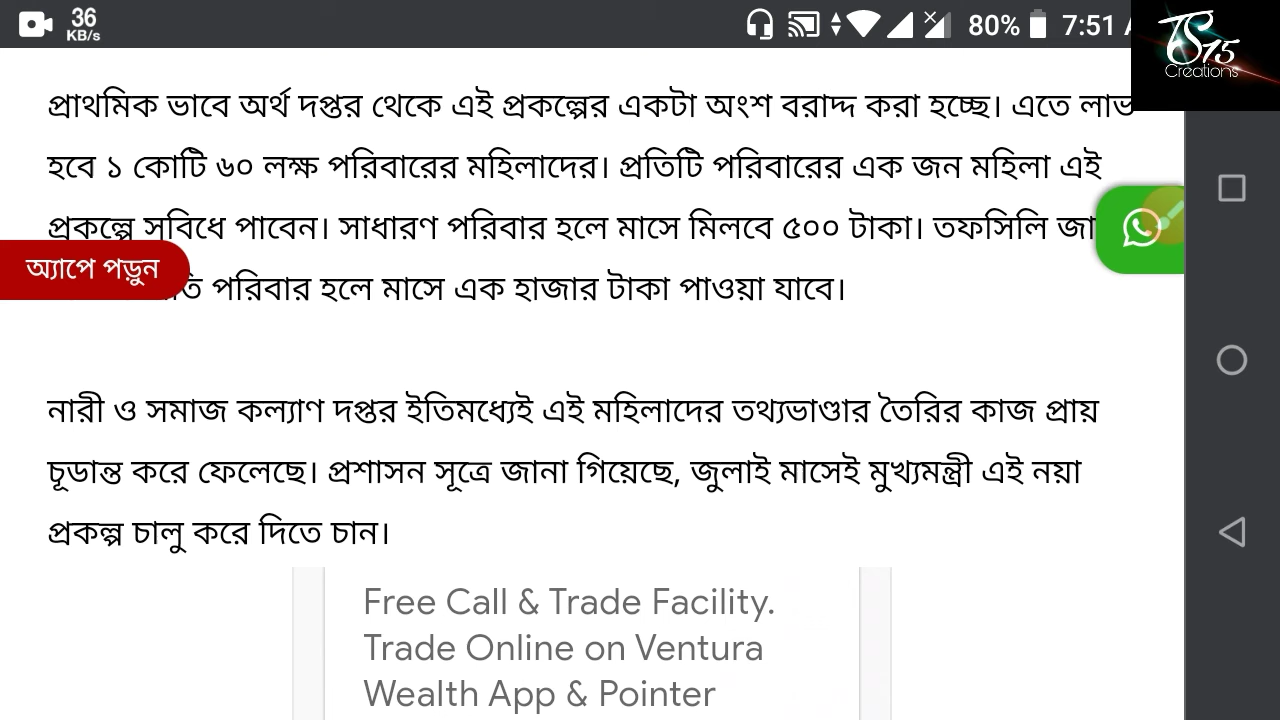 36
KB/s
80% 7:51
TS15
Creations
প্রাথমিক ভাবে অর্থ দপ্তর থেকে এই প্রকল্পের একটা অংশ বরাদ্দ করা হচ্ছে। এতে লাভ
হবে ১ কোটি ৬০ লক্ষ পরিবারের মহিলাদের। প্রতিটি পরিবারের এক জন মহিলা এই
প্রকল্পে সুবিধে পাবেন। সাধারণ পরিবার হলে মাসে মিলবে ৫০০ টাকা। তফসিলি
অ্যাপে পড়ুন
পরিবার হলে মাসে এক হাজার টাকা পাওয়া যাবে।
নারী ও সমাজ কল্যাণ দপ্তর ইতিমধ্যেই এই মহিলাদের তথ্যভাণ্ডার তৈরির কাজ প্রায়
চূডান্ত করে ফেলেছে। প্রশাসন সূত্রে জানা গিয়েছে, জুলাই মাসেই মুখ্যমন্ত্রী এই নয়া
প্রকল্প চালু করে দিতে চান।
Free Call & Trade Facility.
Trade Online on Ventura
Wealth App & Pointer